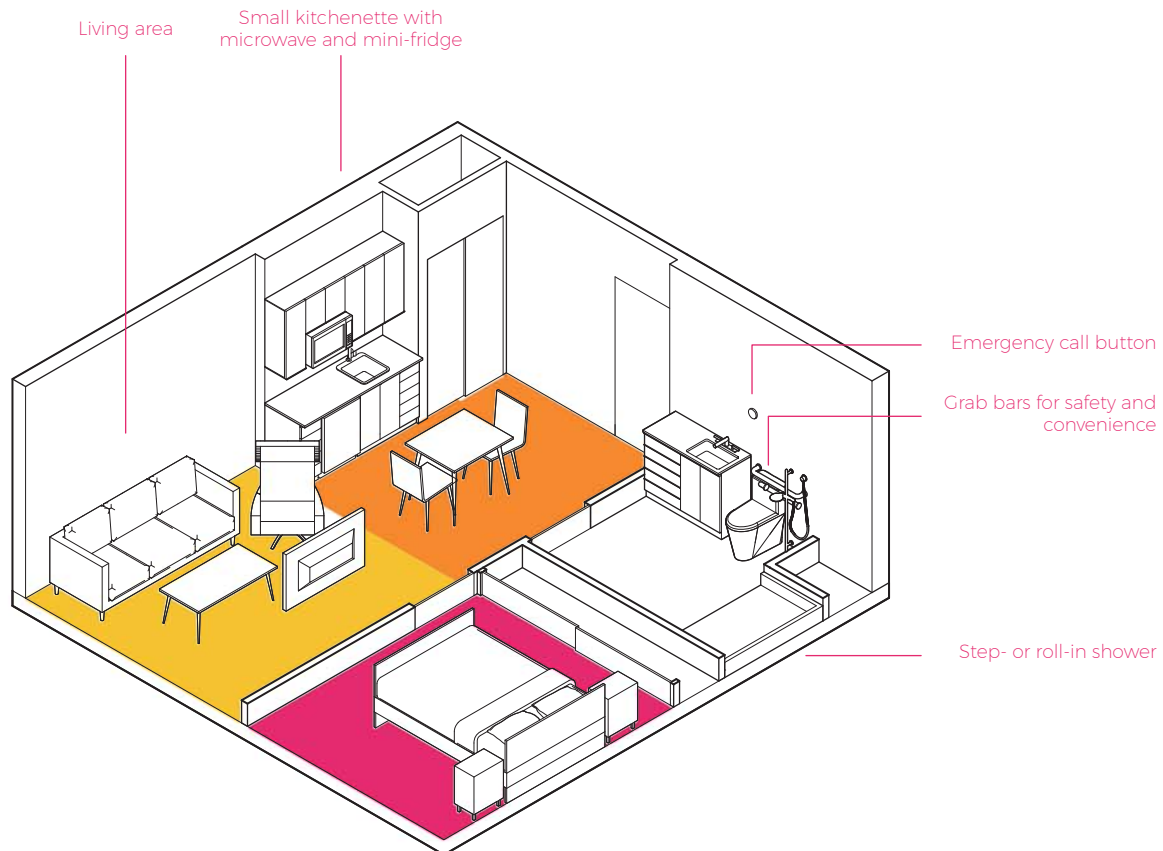 Living area
Small kitchenette with
microwave and mini-fridge
Emergency call button
Grab bars for safety and
convenience
Step- or roll-in shower